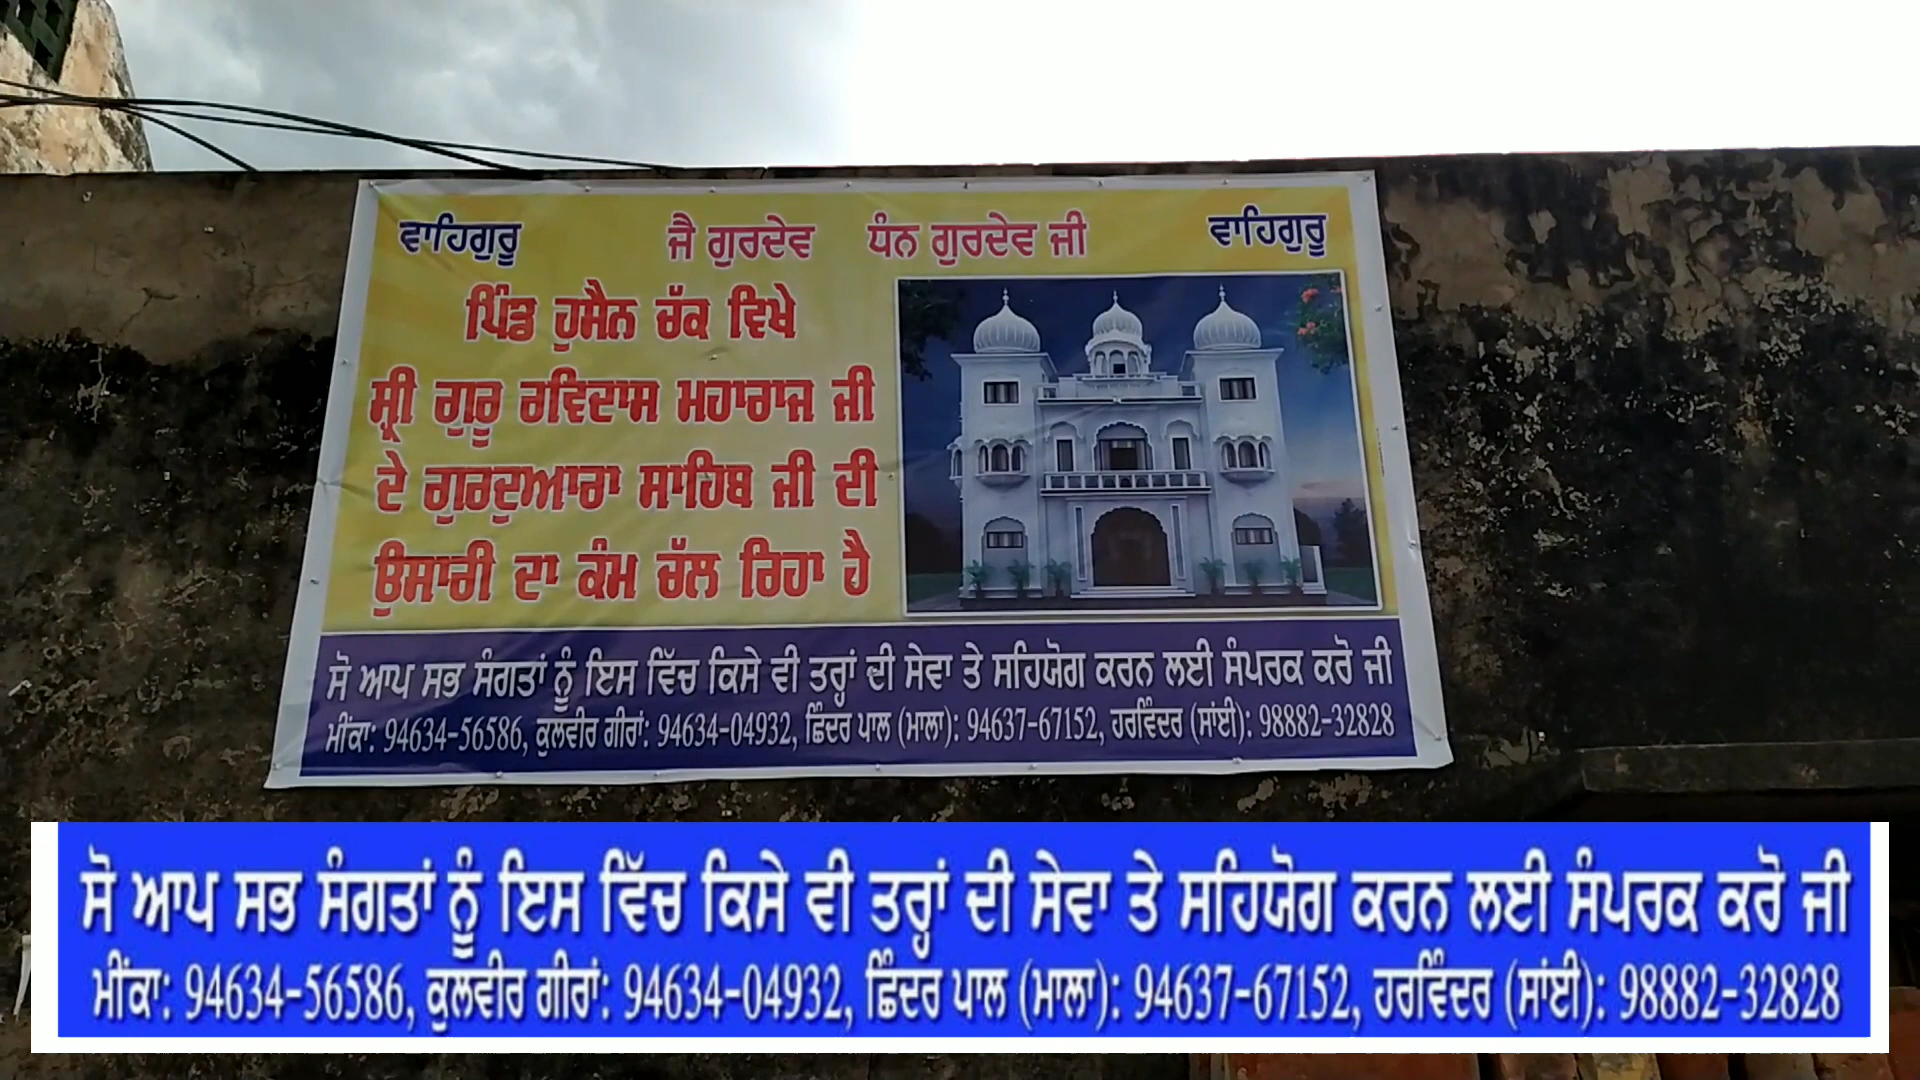 ਵਾਹਿਗੁਰੂ ਜੈ ਗੁਰਦੇਵ ਧੰਨ ਗੁਰਦੇਵ ਜੀ ਵਾਹਿਗੁਰੂ
ਪਿੰਡ ਹੁਸੈਨ ਚੱਕ ਵਿਖੇ
ਸ੍ਰੀ ਗੁਰੂ ਰਵਿਦਾਸ ਮਹਾਰਾਜ ਜੀ
ਦੇ ਗੁਰਦੁਆਰਾ ਸਾਹਿਬ ਜੀ ਦੀ
ਉਸਾਰੀ ਦਾ ਕੰਮ ਚੱਲ ਰਿਹਾ ਹੈ
ਸੋ ਆਪ ਸਭ ਸੰਗਤਾਂ ਨੂੰ ਇਸ ਵਿੱਚ ਕਿਸੇ ਵੀ ਤਰ੍ਹਾਂ ਦੀ ਸੇਵਾ ਤੇ ਸਹਿਯੋਗ ਕਰਨ ਲਈ ਸੰਪਰਕ ਕਰੋ ਜੀ
ਮੀਂਕਾ: 94634-56586, ਕੁਲਵੀਰ ਗੀਰਾਂ: 94634-04932, ਛਿੰਦਰ ਪਾਲ (ਮਾਲਾ): 94637-67152, ਹਰਵਿੰਦਰ (ਸਾਂਈ): 98882-32828
ਸੋ ਆਪ ਸਭ ਸੰਗਤਾਂ ਨੂੰ ਇਸ ਵਿੱਚ ਕਿਸੇ ਵੀ ਤਰ੍ਹਾਂ ਦੀ ਸੇਵਾ ਤੇ ਸਹਿਯੋਗ ਕਰਨ ਲਈ ਸੰਪਰਕ ਕਰੋ ਜੀ
ਮੀਂਕਾ: 94634-56586, ਕੁਲਵੀਰ ਗੀਰਾਂ: 94634-04932, ਛਿੰਦਰ ਪਾਲ (ਮਾਲਾ): 94637-67152, ਹਰਵਿੰਦਰ (ਸਾਂਈ): 98882-32828